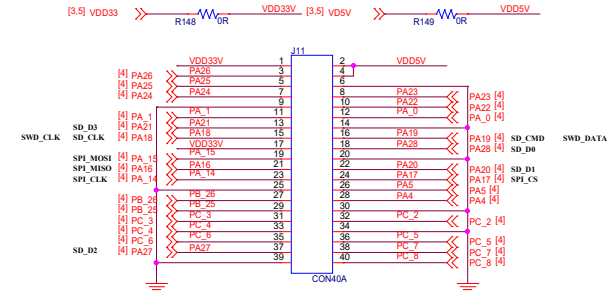 [3,5] VDD33 VDD33V [3,5] VD5V VDD5V
R148 0R R149 0R
J11
VDD33V 1 2 VDD5V
[4] PA26 PA26 3 4
[4] PA25 PA25 5 6
[4] PA24 PA24 7 8 PA23 PA23 [4]
9 10 PA22 PA22 [4]
[4] PA_1 PA_1 11 12 PA_0 PA_0 [4]
SD_D3 [4] PA21 PA21 13 14
SWD_CLK SD_CLK [4] PA18 PA18 15 16 PA19 PA19 [4] SD_CMD SWD_DATA
VDD33V 17 18 PA28 PA28 [4] SD_D0
SPI_MOSI [4] PA_15 PA_15 19 20
SPI_MISO [4] PA16 PA16 21 22 PA20 PA20 [4] SD_D1
SPI_CLK [4] PA_14 PA_14 23 24 PA17 PA17 [4] SPI_CS
25 26 PA5 PA5 [4]
[4] PB_26 PB_26 27 28 PA4 PA4 [4]
[4] PB_25 PB_25 29 30
[4] PC_3 PC_3 31 32 PC_2 PC_2 [4]
[4] PC_4 PC_4 33 34
[4] PC_6 PC_6 35 36 PC_5 PC_5 [4]
SD_D2 [4] PA27 PA27 37 38 PC_7 PC_7 [4]
39 40 PC_8 PC_8 [4]
CON40A